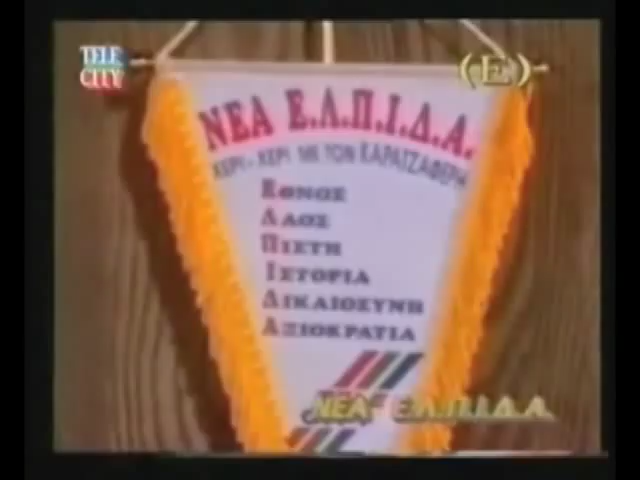 TELE
CITY
(E)
ΝΕΑ Ε.Λ.Π.Ι.Δ.Α.
ΧΕΡΙ - ΧΕΡΙ ΜΕ ΤΟΝ ΚΑΡΑΤΖΑΦΕΡΗ
ΕΘΝΟΣ
ΛΑΟΣ
ΠΙΣΤΗ
ΙΣΤΟΡΙΑ
ΔΙΚΑΙΟΣΥΝΗ
ΑΞΙΟΚΡΑΤΙΑ
ΝΕΑ Ε.Λ.Π.Ι.Δ.Α.